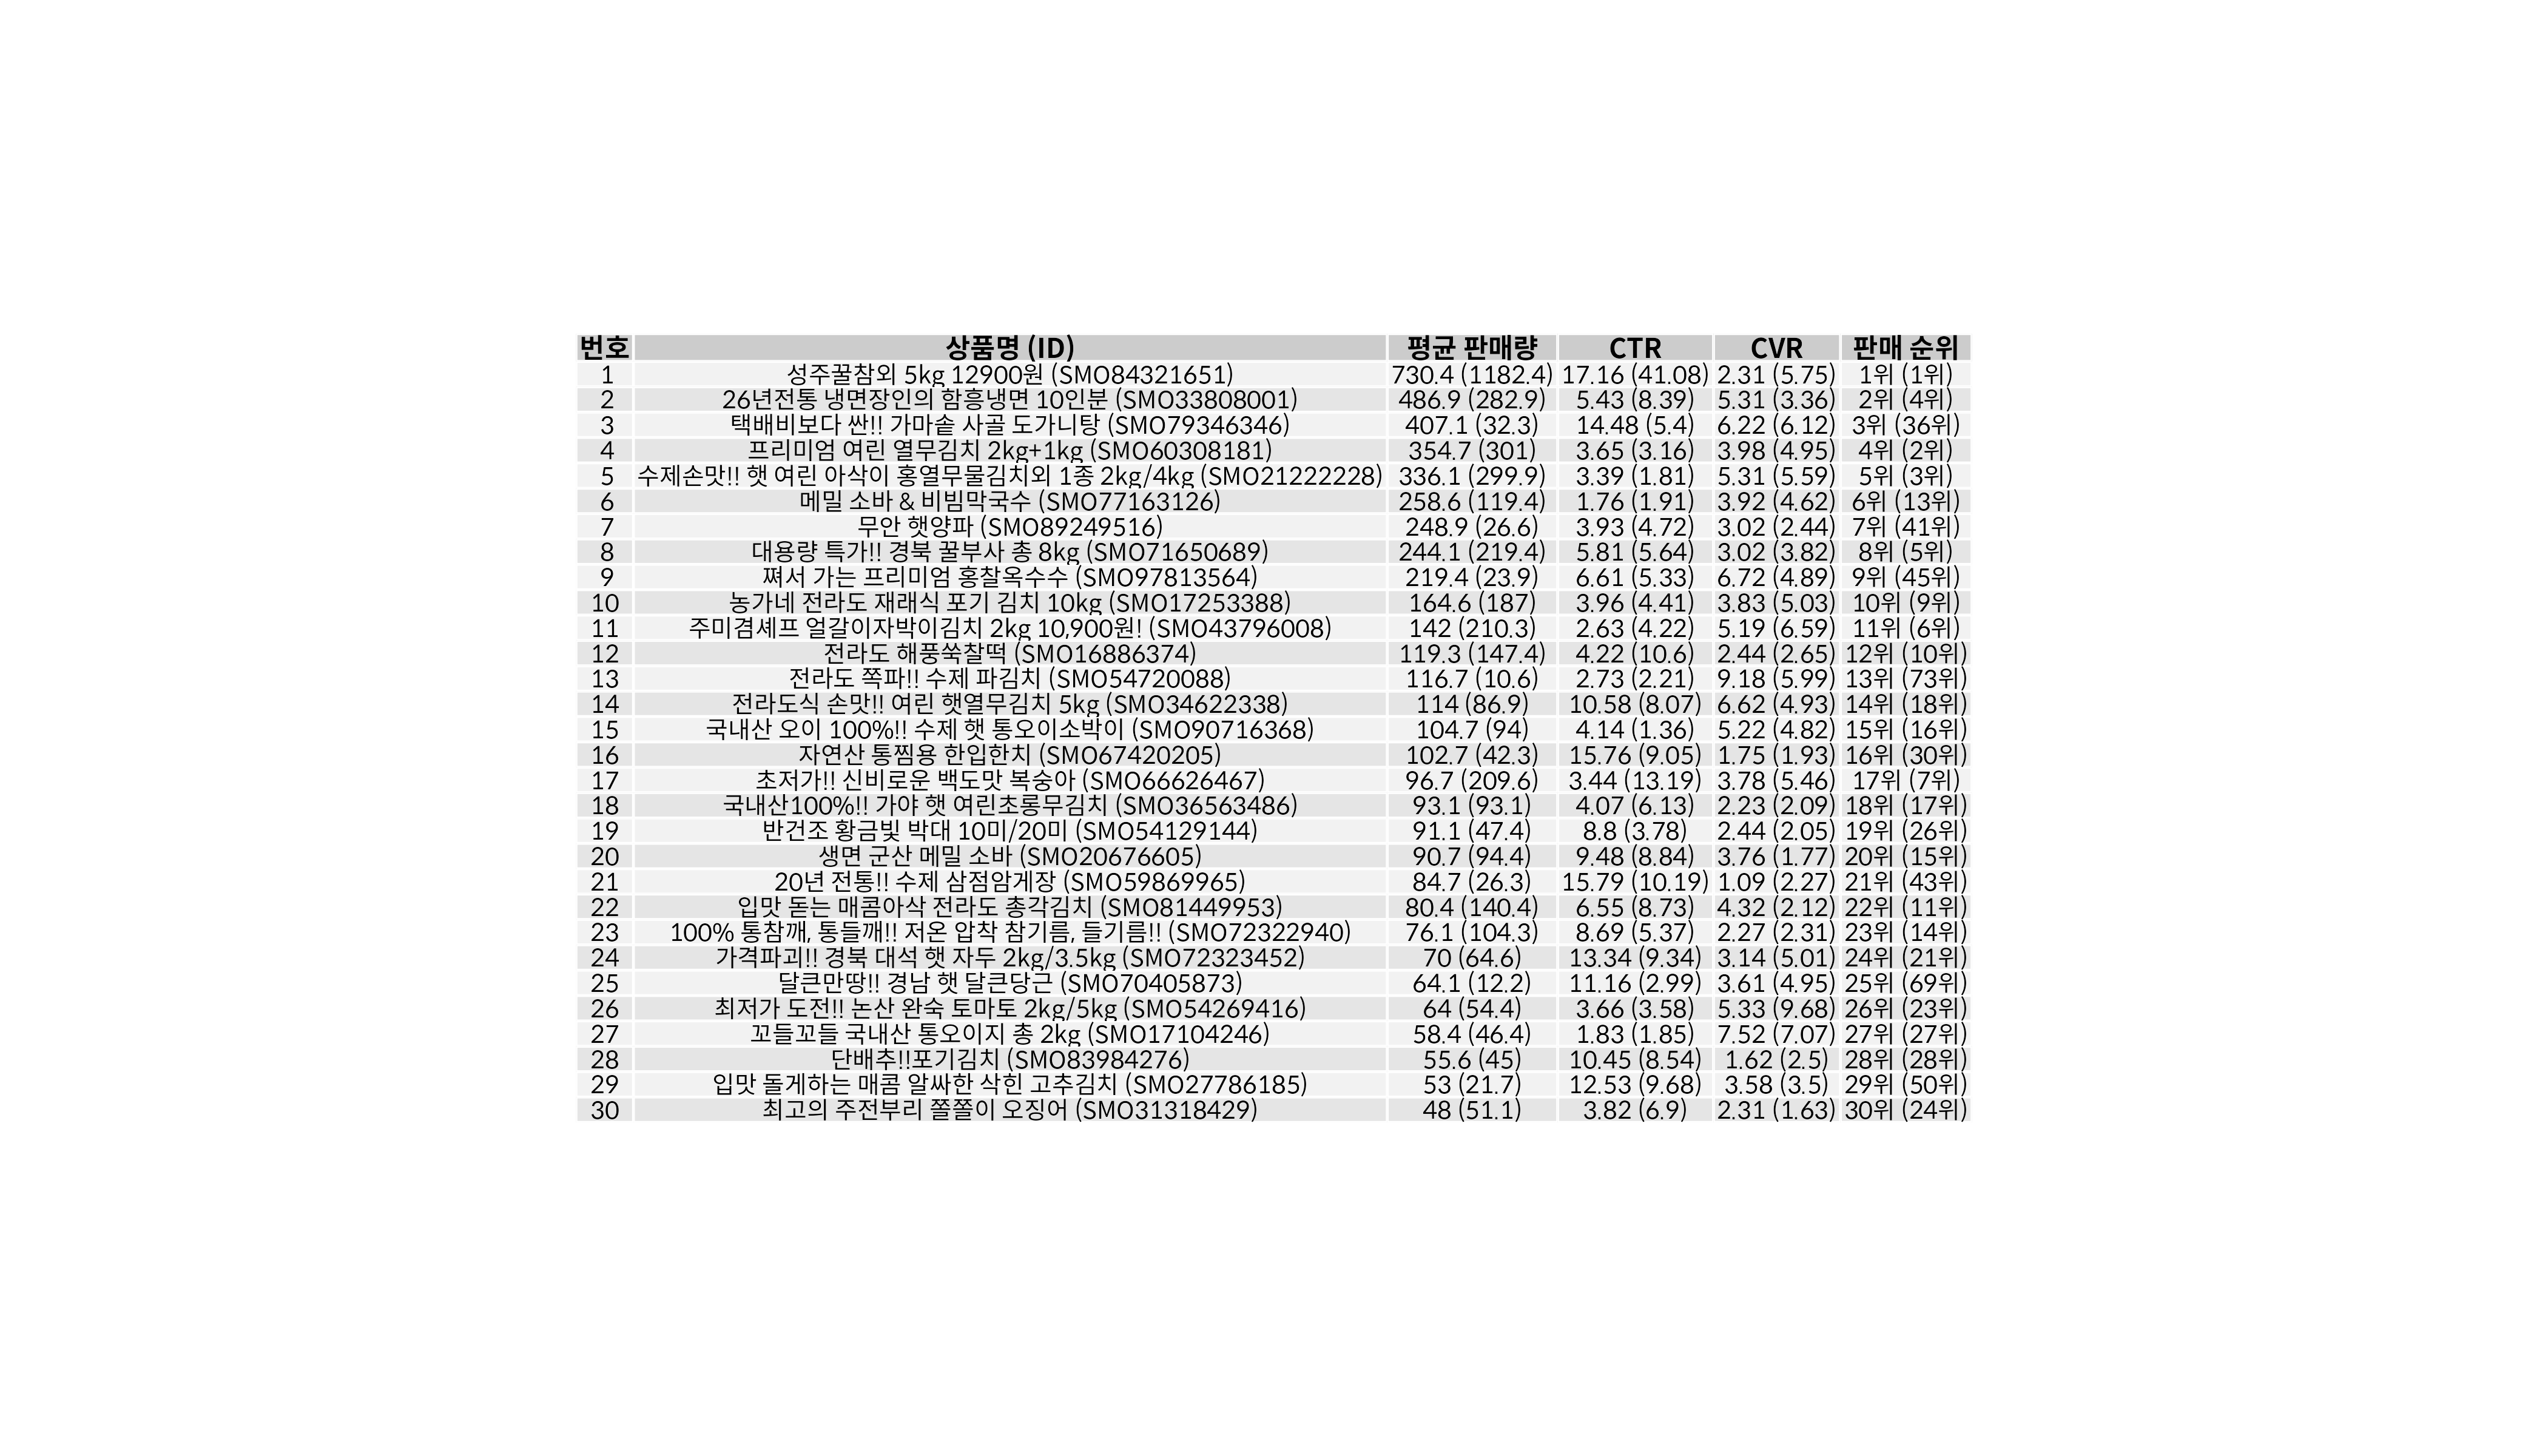 번호 상품명 (ID) 평균 판매량 CTR CVR 판매 순위
1 성주꿀참외 5kg 12900원 (SMO84321651) 730.4 (1182.4) 17.16 (41.08) 2.31 (5.75) 1위 (1위)
2 26년전통 냉면장인의 함흥냉면 10인분 (SMO33808001) 486.9 (282.9) 5.43 (8.39) 5.31 (3.36) 2위 (4위)
3 택배비보다 싼!! 가마솥 사골 도가니탕 (SMO79346346) 407.1 (32.3) 14.48 (5.4) 6.22 (6.12) 3위 (36위)
4 프리미엄 여린 열무김치 2kg+1kg (SMO60308181) 354.7 (301) 3.65 (3.16) 3.98 (4.95) 4위 (2위)
5 수제손맛!! 햇 여린 아삭이 홍열무물김치외 1종 2kg/4kg (SMO21222228) 336.1 (299.9) 3.39 (1.81) 5.31 (5.59) 5위 (3위)
6 메밀 소바 & 비빔막국수 (SMO77163126) 258.6 (119.4) 1.76 (1.91) 3.92 (4.62) 6위 (13위)
7 무안 햇양파 (SMO89249516) 248.9 (26.6) 3.93 (4.72) 3.02 (2.44) 7위 (41위)
8 대용량 특가!! 경북 꿀부사 총 8kg (SMO71650689) 244.1 (219.4) 5.81 (5.64) 3.02 (3.82) 8위 (5위)
9 쪄서 가는 프리미엄 홍찰옥수수 (SMO97813564) 219.4 (23.9) 6.61 (5.33) 6.72 (4.89) 9위 (45위)
10 농가네 전라도 재래식 포기 김치 10kg (SMO17253388) 164.6 (187) 3.96 (4.41) 3.83 (5.03) 10위 (9위)
11 주미겸셰프 얼갈이자박이김치 2kg 10,900원! (SMO43796008) 142 (210.3) 2.63 (4.22) 5.19 (6.59) 11위 (6위)
12 전라도 해풍쑥찰떡 (SMO16886374) 119.3 (147.4) 4.22 (10.6) 2.44 (2.65) 12위 (10위)
13 전라도 쪽파!! 수제 파김치 (SMO54720088) 116.7 (10.6) 2.73 (2.21) 9.18 (5.99) 13위 (73위)
14 전라도식 손맛!! 여린 햇열무김치 5kg (SMO34622338) 114 (86.9) 10.58 (8.07) 6.62 (4.93) 14위 (18위)
15 국내산 오이 100%!! 수제 햇 통오이소박이 (SMO90716368) 104.7 (94) 4.14 (1.36) 5.22 (4.82) 15위 (16위)
16 자연산 통찜용 한입한치 (SMO67420205) 102.7 (42.3) 15.76 (9.05) 1.75 (1.93) 16위 (30위)
17 초저가!! 신비로운 백도맛 복숭아 (SMO66626467) 96.7 (209.6) 3.44 (13.19) 3.78 (5.46) 17위 (7위)
18 국내산100%!! 가야 햇 여린초롱무김치 (SMO36563486) 93.1 (93.1) 4.07 (6.13) 2.23 (2.09) 18위 (17위)
19 반건조 황금빛 박대 10미/20미 (SMO54129144) 91.1 (47.4) 8.8 (3.78) 2.44 (2.05) 19위 (26위)
20 생면 군산 메밀 소바 (SMO20676605) 90.7 (94.4) 9.48 (8.84) 3.76 (1.77) 20위 (15위)
21 20년 전통!! 수제 삼점암게장 (SMO59869965) 84.7 (26.3) 15.79 (10.19) 1.09 (2.27) 21위 (43위)
22 입맛 돋는 매콤아삭 전라도 총각김치 (SMO81449953) 80.4 (140.4) 6.55 (8.73) 4.32 (2.12) 22위 (11위)
23 100% 통참깨, 통들깨!! 저온 압착 참기름, 들기름!! (SMO72322940) 76.1 (104.3) 8.69 (5.37) 2.27 (2.31) 23위 (14위)
24 가격파괴!! 경북 대석 햇 자두 2kg/3.5kg (SMO72323452) 70 (64.6) 13.34 (9.34) 3.14 (5.01) 24위 (21위)
25 달큰만땅!! 경남 햇 달큰당근 (SMO70405873) 64.1 (12.2) 11.16 (2.99) 3.61 (4.95) 25위 (69위)
26 최저가 도전!! 논산 완숙 토마토 2kg/5kg (SMO54269416) 64 (54.4) 3.66 (3.58) 5.33 (9.68) 26위 (23위)
27 꼬들꼬들 국내산 통오이지 총 2kg (SMO17104246) 58.4 (46.4) 1.83 (1.85) 7.52 (7.07) 27위 (27위)
28 단배추!!포기김치 (SMO83984276) 55.6 (45) 10.45 (8.54) 1.62 (2.5) 28위 (28위)
29 입맛 돌게하는 매콤 알싸한 삭힌 고추김치 (SMO27786185) 53 (21.7) 12.53 (9.68) 3.58 (3.5) 29위 (50위)
30 최고의 주전부리 쫄쫄이 오징어 (SMO31318429) 48 (51.1) 3.82 (6.9) 2.31 (1.63) 30위 (24위)